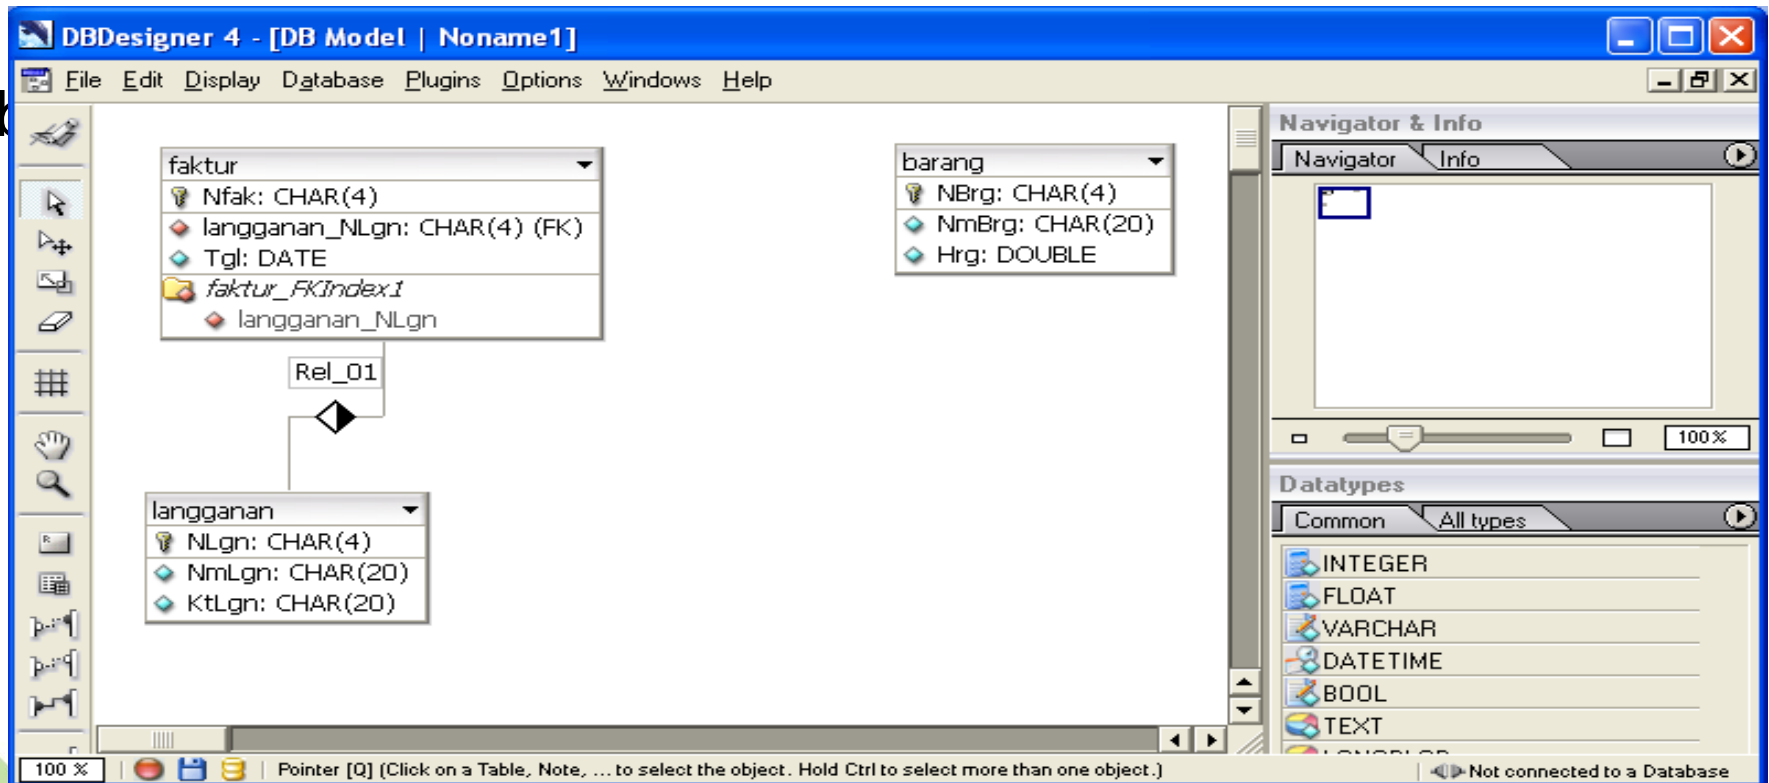 DBDesigner 4 - [DB Model | Noname1]
File Edit Display Database Plugins Options Windows Help
faktur
Nfak: CHAR(4)
langganan_NLgn: CHAR(4) (FK)
Tgl: DATE
faktur_FKIndex1
langganan_NLgn
Rel_01
langganan
NLgn: CHAR(4)
NmLgn: CHAR(20)
KtLgn: CHAR(20)
barang
NBrg: CHAR(4)
NmBrg: CHAR(20)
Hrg: DOUBLE
Navigator & Info
Navigator Info
100%
Datatypes
Common All types
INTEGER
FLOAT
VARCHAR
DATETIME
BOOL
TEXT
100 % Pointer [Q] (Click on a Table, Note, ... to select the object. Hold Ctrl to select more than one object.) Not connected to a Database